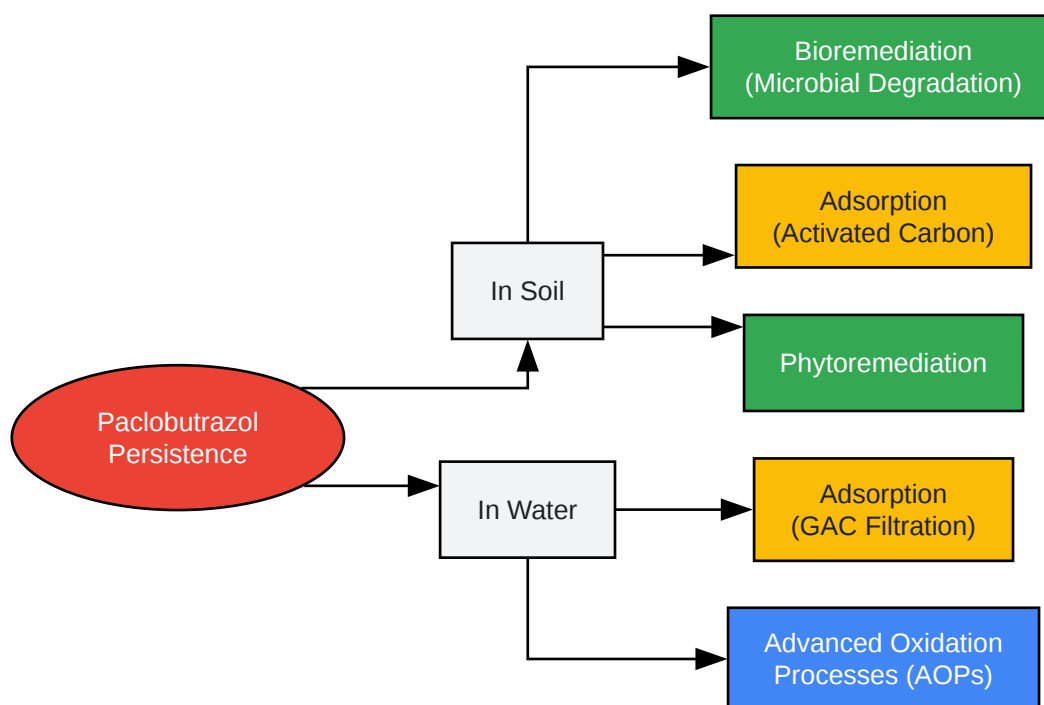 Bioremediation
(Microbial Degradation)
Adsorption
(Activated Carbon)
In Soil
Phytoremediation
Paclobutrazol
Persistence
In Water
Adsorption
(GAC Filtration)
Advanced Oxidation
Processes (AOPs)